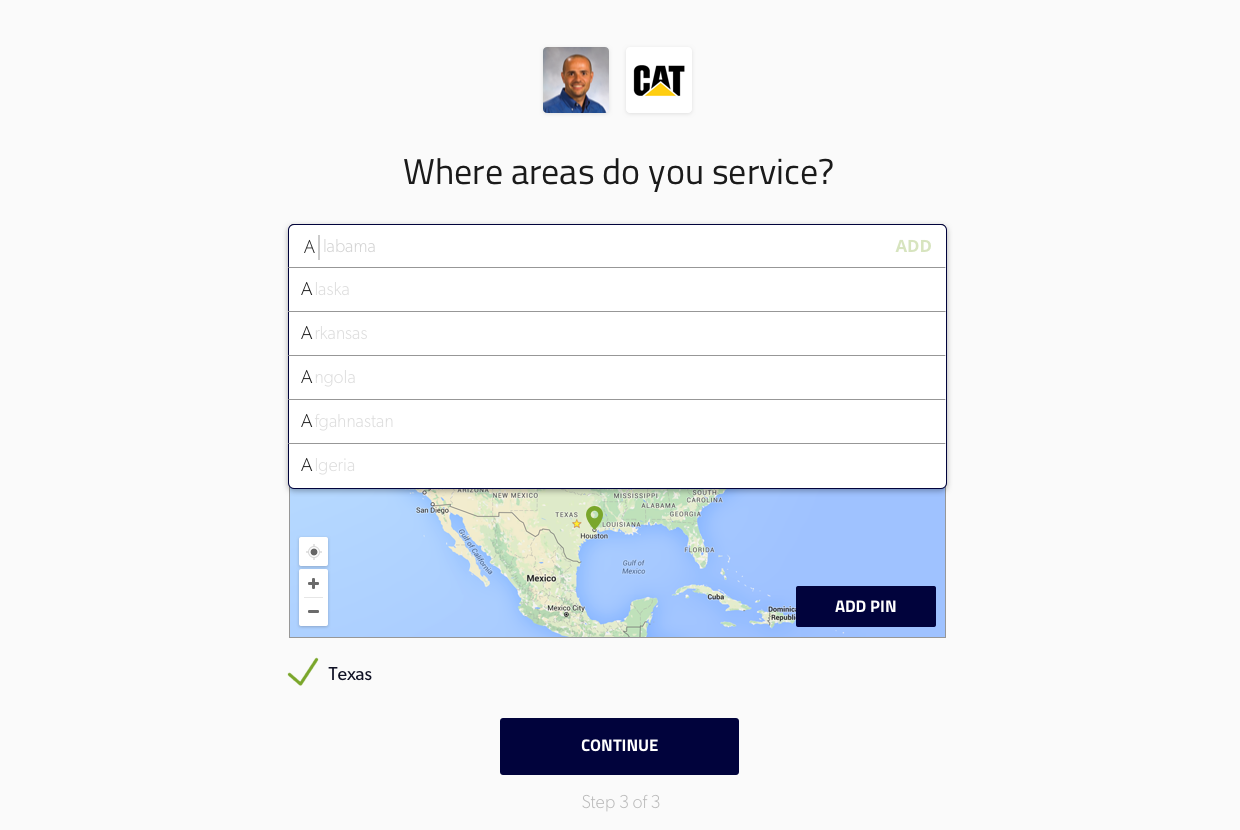 CAT
Where areas do you service?
Alabama ADD
Alaska
Arkansas
Angola
Afgahnastan
Algeria
ARIZONA NEW MEXICO MISSISSIPPI SOUTH
CAROLINA
San Diego TEXAS LOUISIANA ALABAMA GEORGIA
Houston
Gulf of California FLORIDA
Gulf of
Mexico
Mexico
Cuba
Mexico City Dominic
Republi
ADD PIN
Texas
CONTINUE
Step 3 of 3